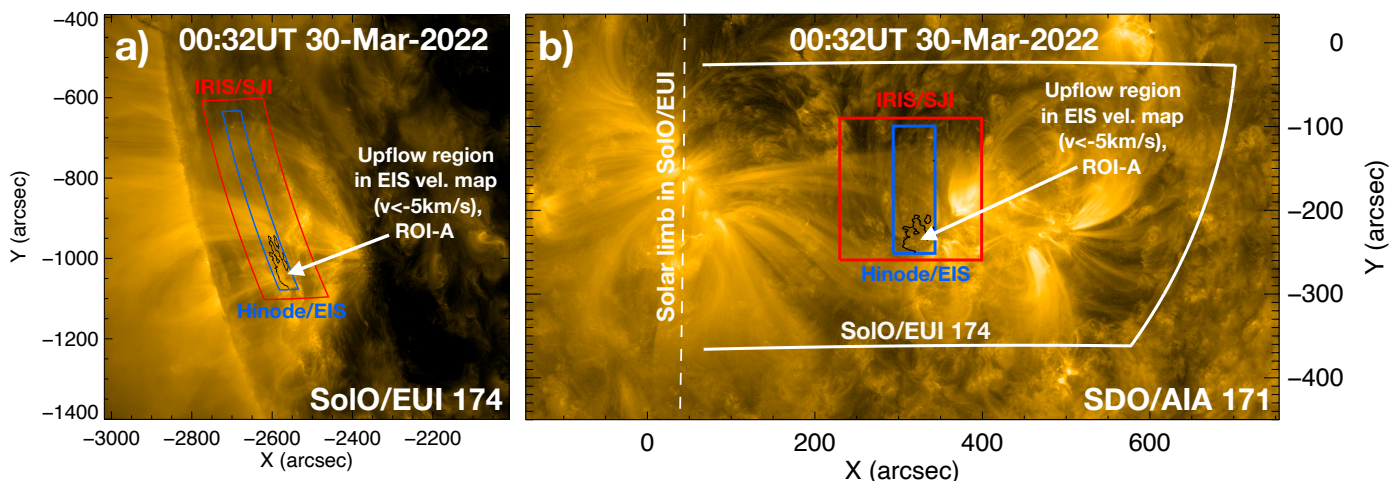 a)
00:32UT 30-Mar-2022
IRIS/SJI
Upflow region
in EIS vel. map
(v<-5km/s),
ROI-A
Hinode/EIS
SolO/EUI 174
−400
−600
−800
−1000
−1200
−1400
Y (arcsec)
−3000 −2800 −2600 −2400 −2200
X (arcsec)
b)
00:32UT 30-Mar-2022
Solar limb in SolO/EUI
IRIS/SJI
Upflow region
in EIS vel. map
(v<-5km/s),
ROI-A
Hinode/EIS
SolO/EUI 174
SDO/AIA 171
0
−100
−200
−300
−400
Y (arcsec)
0 200 400 600
X (arcsec)